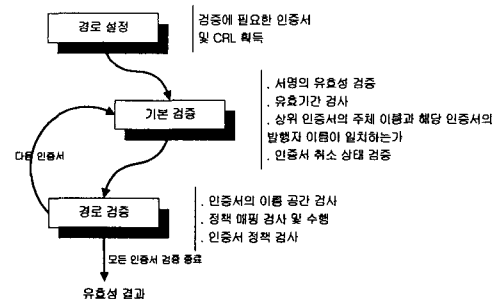 경로 설정
검증에 필요한 인증서
및 CRL 획득
기본 검증
. 서명의 유효성 검증
. 유효기간 검사
. 상위 인증서의 주체 이름과 해당 인증서의
발행자 이름이 일치하는가
. 인증서 취소 상태 검증
다음 인증서
경로 검증
. 인증서의 이름 공간 검사
. 정책 매핑 검사 및 수행
. 인증서 정책 검사
모든 인증서 검증 종료
유효성 결과